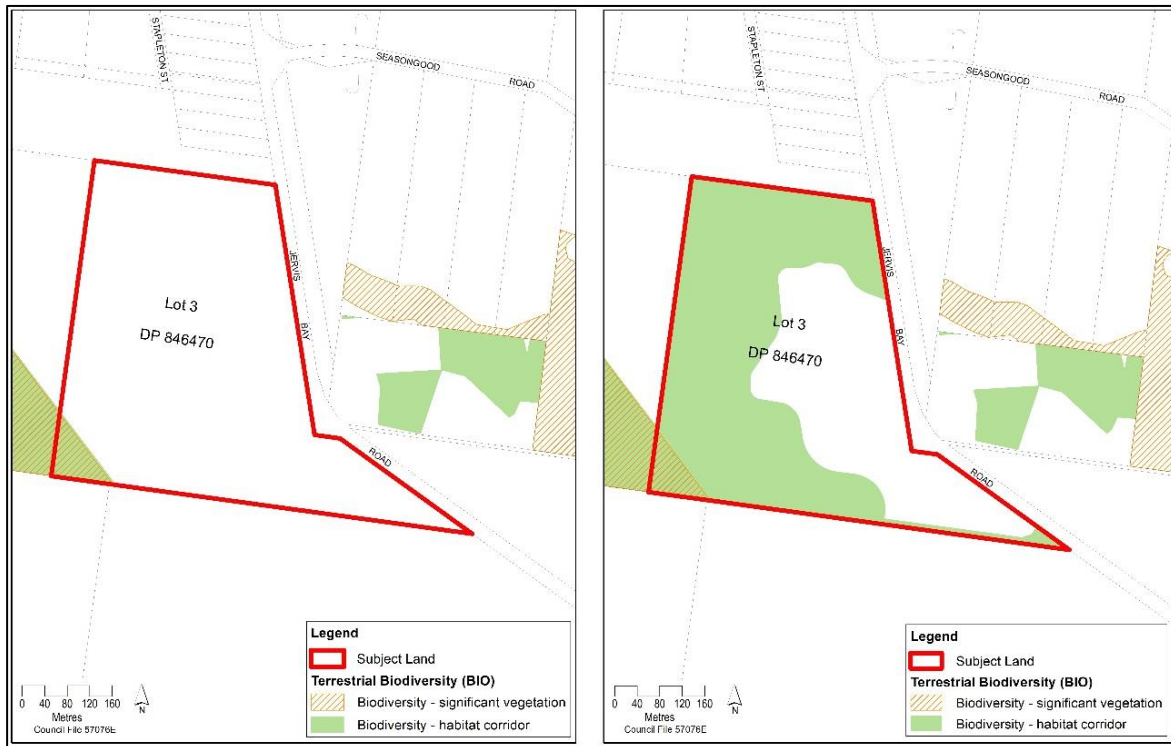 STAPLETON ST
SEASONGOOD
ROAD
JERVIS
BAY
ROAD
Lot 3
DP 846470
Legend
Subject Land
Terrestrial Biodiversity (BIO)
Biodiversity - significant vegetation
Biodiversity - habitat corridor
0 40 80 120 160
Metres
Council File 57076E
N
STAPLETON ST
SEASONGOOD
ROAD
JERVIS
BAY
ROAD
Lot 3
DP 846470
Legend
Subject Land
Terrestrial Biodiversity (BIO)
Biodiversity - significant vegetation
Biodiversity - habitat corridor
0 40 80 120 160
Metres
Council File 57076E
N